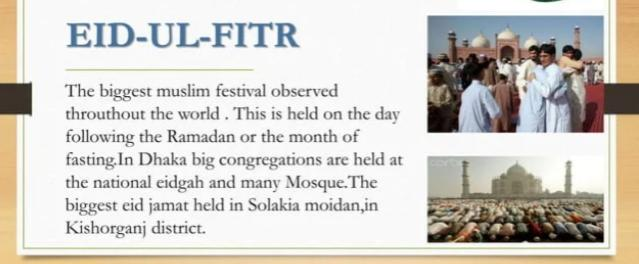 EID-UL-FITR
The biggest muslim festival observed
throuthout the world . This is held on the day
following the Ramadan or the month of
fasting.In Dhaka big congregations are held at
the national eidgah and many Mosque.The
biggest eid jamat held in Solakia moidan,in
Kishorganj district.